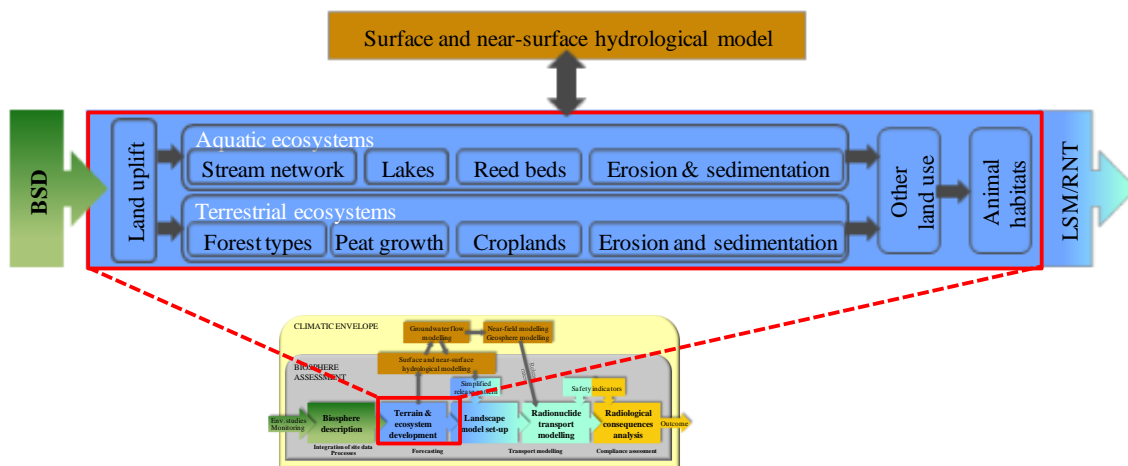 Surface and near-surface hydrological model
BSD
Land uplift
Aquatic ecosystems
Stream network
Lakes
Reed beds
Erosion & sedimentation
Terrestrial ecosystems
Forest types
Peat growth
Croplands
Erosion and sedimentation
Other
land use
Animal
habitats
LSM/RNT
CLIMATIC ENVELOPE
Groundwater flow
modelling
Near-field modelling
Geosphere modelling
BIOSPHERE
ASSESSMENT
Surface and near-surface
hydrological modelling
Simplified
Safety indicators
Env. studies
Monitoring
Biosphere
description
Terrain &
ecosystem
development
Landscape
model set-up
Radionuclide
transport
modelling
Radiological
consequences
analysis
Outcome
Integration of site data
Processes
Forecasting
Transport modelling
Compliance assessment